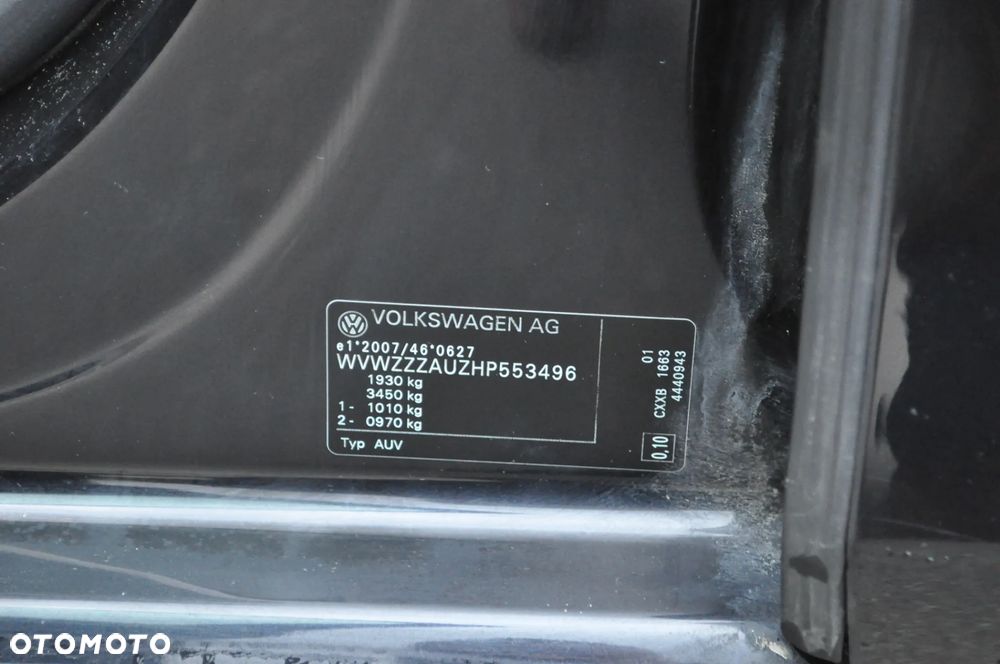 VOLKSWAGEN AG
e1*2007/46*0627
WVWZZZAUZHP553496
1930 kg
3450 kg
1- 1010 kg
2- 0970 kg
Typ AUV
01
CXXB 1663
4440943
0,10
OTOMOTO